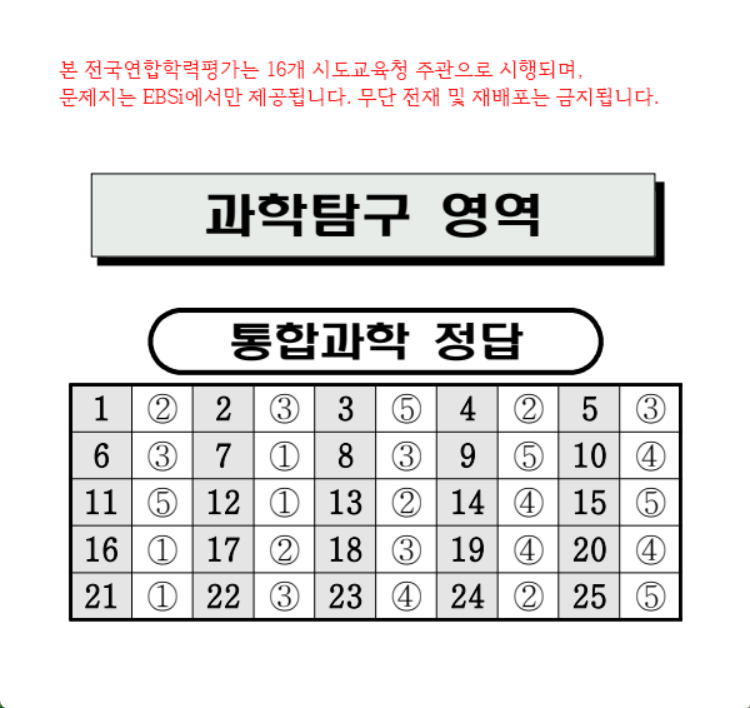 본 전국연합학력평가는 16개 시도교육청 주관으로 시행되며,
문제지는 EBSi에서만 제공됩니다. 무단 전재 및 재배포는 금지됩니다.
과학탐구 영역
통합과학 정답
1 ② 2 ③ 3 ⑤ 4 ② 5 ③
6 ③ 7 ① 8 ③ 9 ⑤ 10 ④
11 ⑤ 12 ① 13 ② 14 ④ 15 ⑤
16 ① 17 ② 18 ③ 19 ④ 20 ④
21 ① 22 ③ 23 ④ 24 ② 25 ⑤